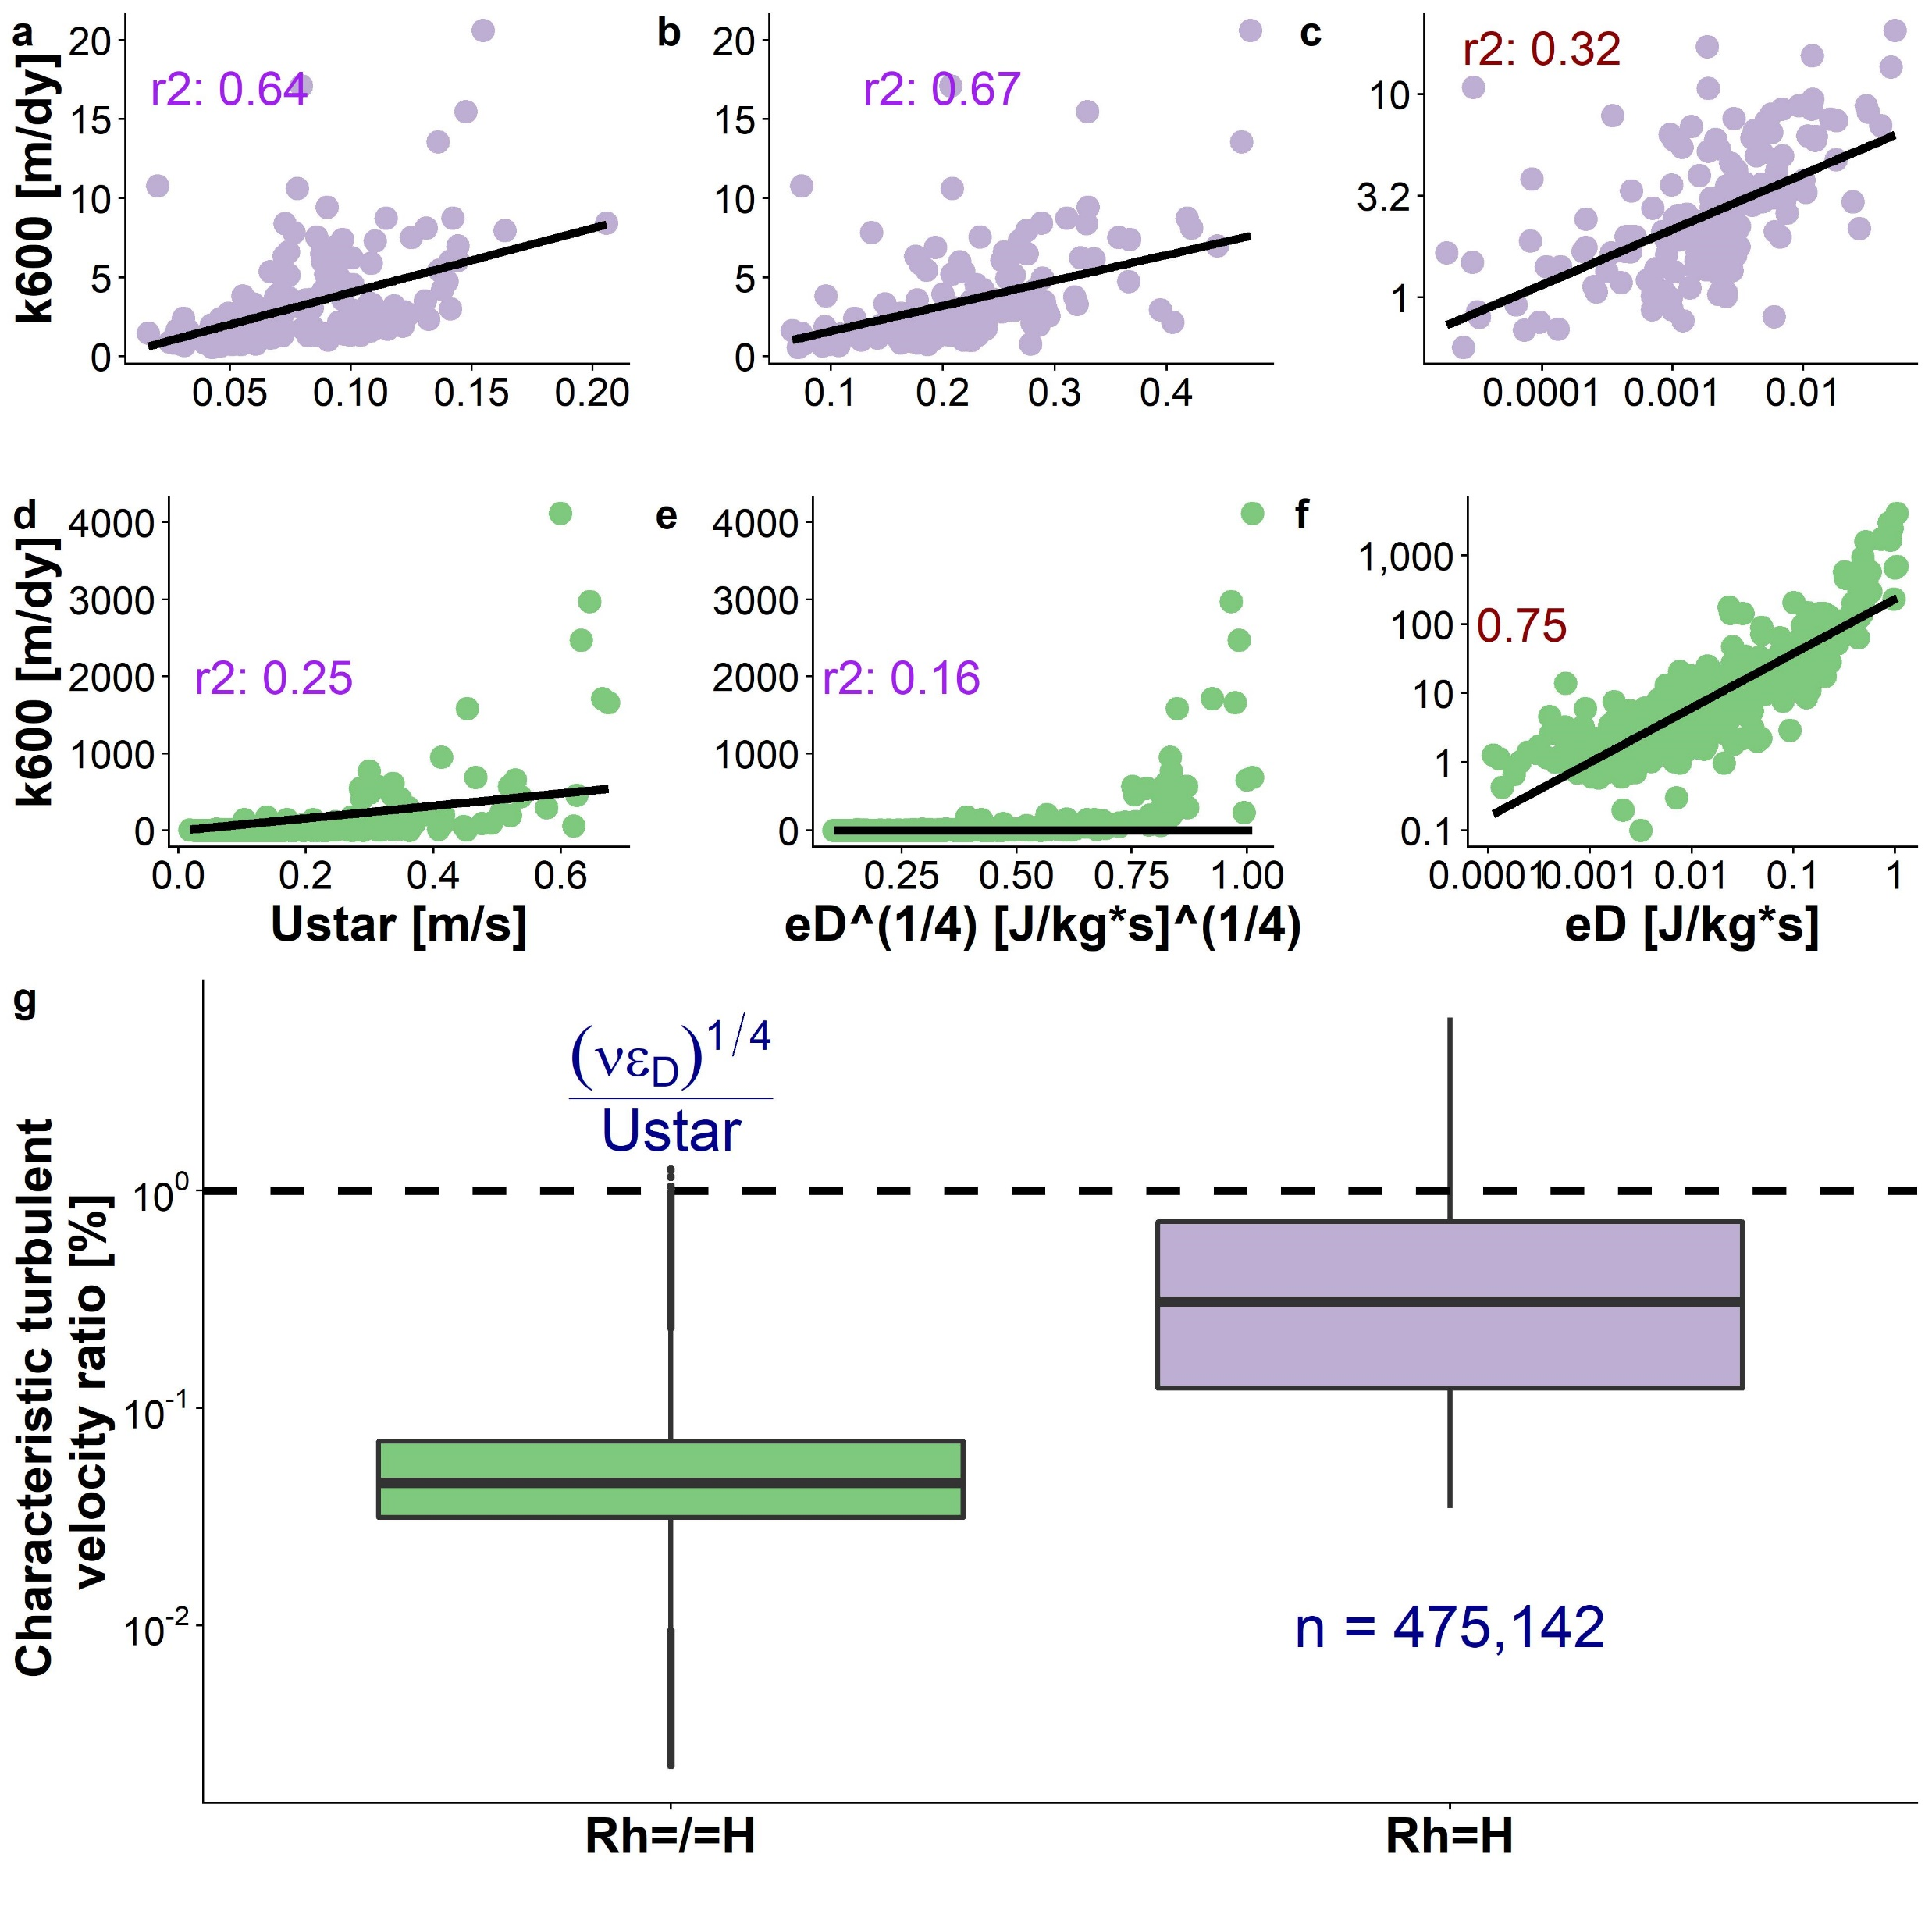 a
k600 [m/dy]
20
15
10
5
0
r2: 0.64
0.05 0.10 0.15 0.20
b
20
15
10
5
0
r2: 0.67
0.1 0.2 0.3 0.4
c
10
3.2
1
r2: 0.32
0.0001 0.001 0.01
d
k600 [m/dy]
4000
3000
2000
1000
0
r2: 0.25
0.0 0.2 0.4 0.6
Ustar [m/s]
e
4000
3000
2000
1000
0
r2: 0.16
0.25 0.50 0.75 1.00
eD^(1/4) [J/kg*s]^(1/4)
f
1,000
100
10
1
0.1
0.75
0.0001 0.001 0.01 0.1 1
eD [J/kg*s]
g
Characteristic turbulent
velocity ratio [%]
10^0
10^-1
10^-2
(νε_D)^1/4
Ustar
n = 475,142
Rh=/=H
Rh=H